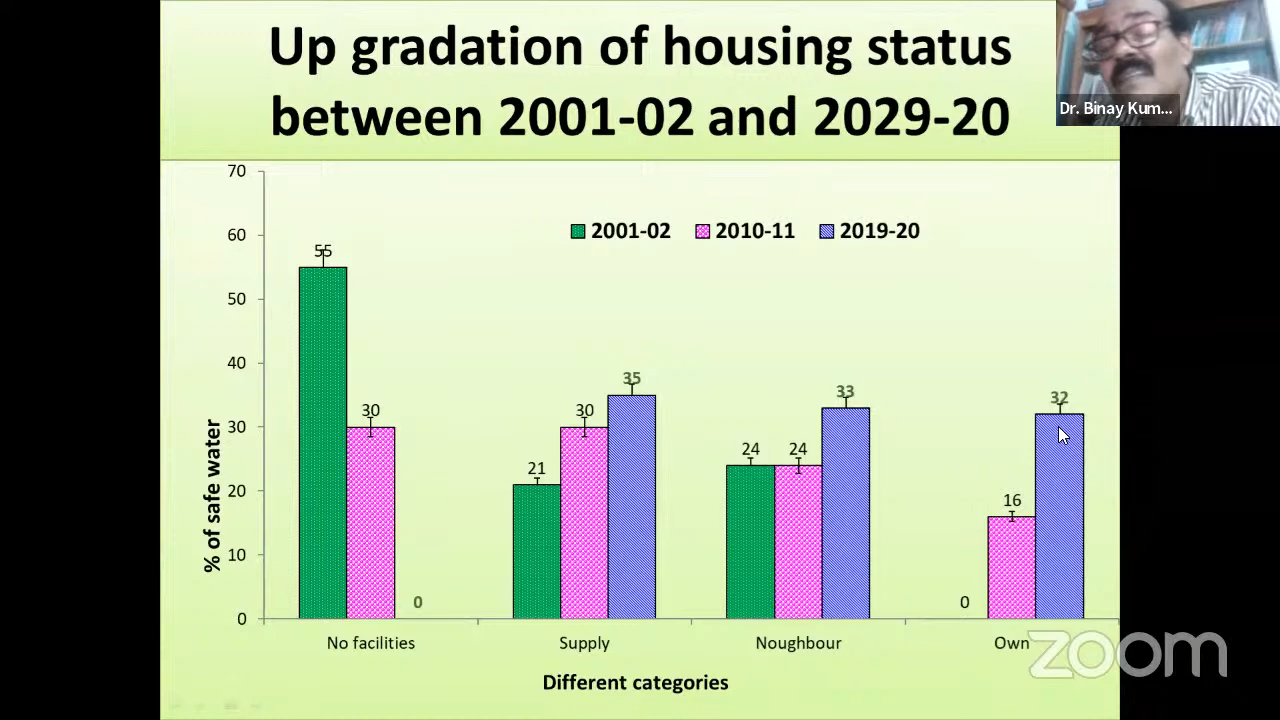 Up gradation of housing status
between 2001-02 and 2029-20
Dr. Binay Kum...
70
60
50
40
30
20
10
0
% of safe water
2001-02 2010-11 2019-20
55
30
0
21
30
35
24
24
33
0
16
32
No facilities Supply Noughbour Own
Different categories
zoom